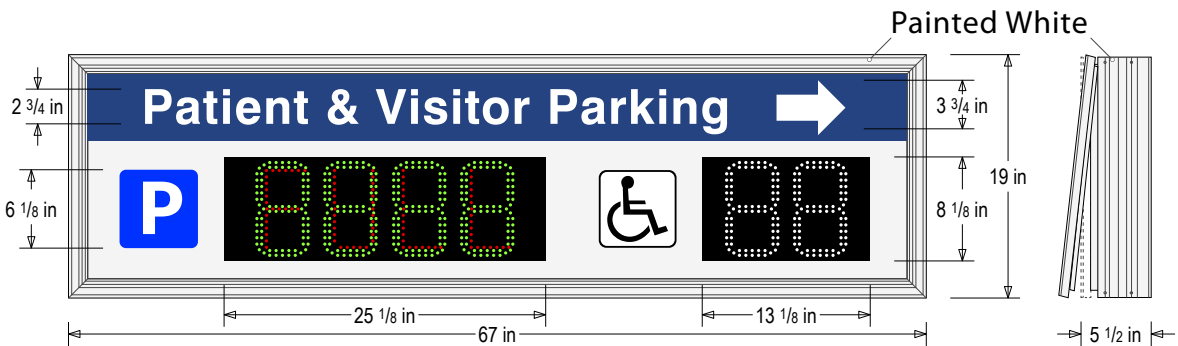 Painted White
Patient & Visitor Parking
2 3/4 in
3 3/4 in
P
88
6 1/8 in
19 in
8 1/8 in
25 1/8 in
13 1/8 in
67 in
5 1/2 in